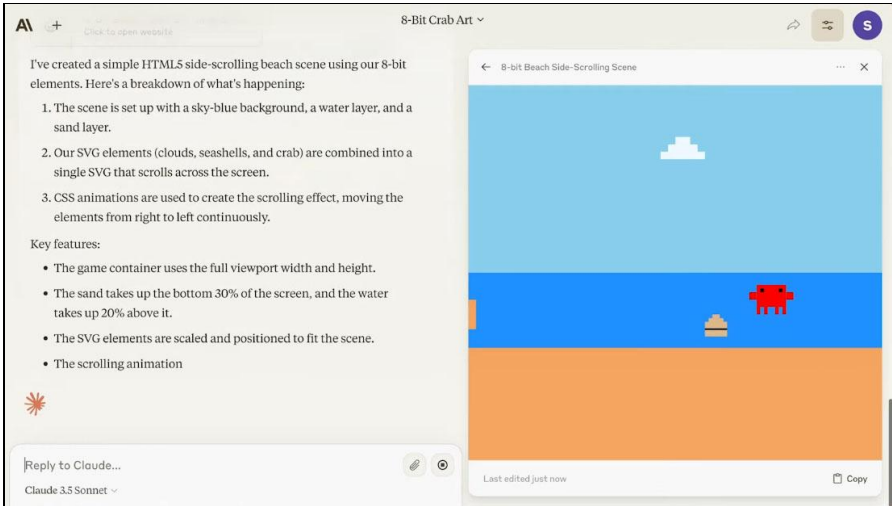 AI
8-Bit Crab Art
S
Click to open website
I've created a simple HTML5 side-scrolling beach scene using our 8-bit
elements. Here's a breakdown of what's happening:
1. The scene is set up with a sky-blue background, a water layer, and a
sand layer.
2. Our SVG elements (clouds, seashells, and crab) are combined into a
single SVG that scrolls across the screen.
3. CSS animations are used to create the scrolling effect, moving the
elements from right to left continuously.
Key features:
• The game container uses the full viewport width and height.
• The sand takes up the bottom 30% of the screen, and the water
takes up 20% above it.
• The SVG elements are scaled and positioned to fit the scene.
• The scrolling animation
Reply to Claude...
Claude 3.5 Sonnet
8-bit Beach Side-Scrolling Scene
Last edited just now
Copy